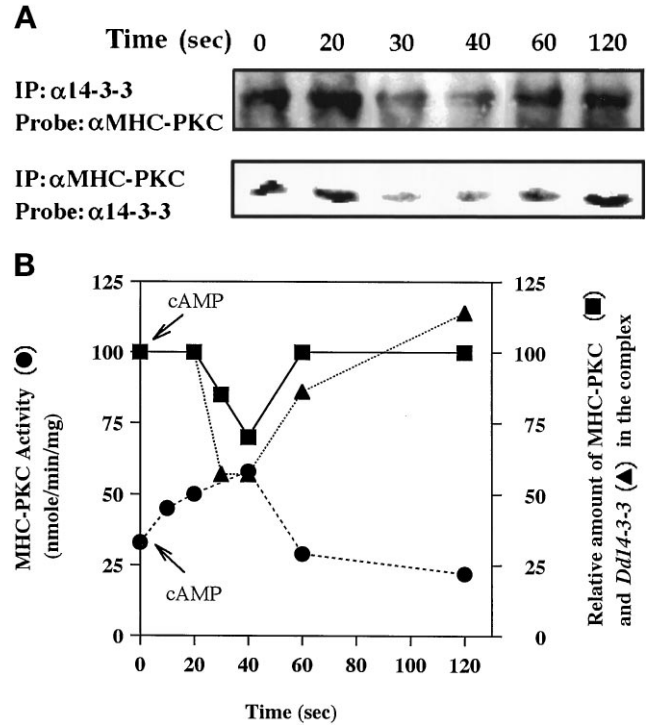 A
Time (sec) 0 20 30 40 60 120
IP: α14-3-3
Probe: αMHC-PKC
IP: αMHC-PKC
Probe: α14-3-3
B
MHC-PKC Activity (●)
(nmole/min/mg)
125
100
75
50
25
0
cAMP
cAMP
0 20 40 60 80 100 120
Time (sec)
125
100
75
50
25
0
Relative amount of MHC-PKC (■)
and Dd14-3-3 (▲) in the complex